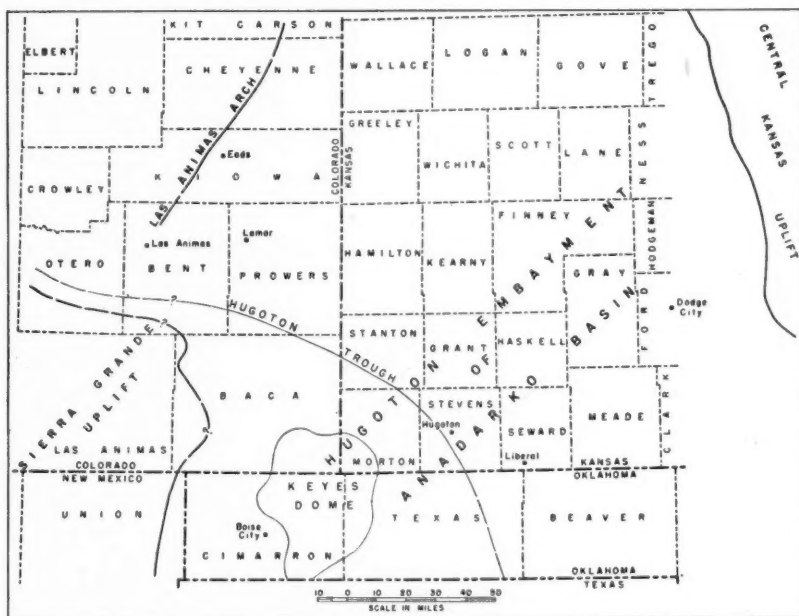 KIT CARSON
ELBERT
CHEYENNE
LINCOLN
LAS ANIMAS ARCH
WALLACE
LOGAN
GOVE
TREGO
CENTRAL KANSAS UPLIFT
GREELEY
Eads
KIOWA
COLORADO
KANSAS
WICHITA
SCOTT
LANE
NESS
CROWLEY
FINNEY
HODGEMAN
Las Animas
Lamar
OTERO
BENT
PROWERS
HAMILTON
KEARNY
GRAY
FORD
Dodge City
?
?
HUGOTON TROUGH
STANTON
GRANT
HASKELL
HUGOTON EMBAYMENT
OF
ANADARKO BASIN
SIERRA GRANDE UPLIFT
BACA
?
STEVENS
Hugoton
SEWARD
MEADE
CLARK
LAS ANIMAS
COLORADO
NEW MEXICO
MORTON
Liberal
KANSAS
OKLAHOMA
UNION
KEYES
DOME
TEXAS
BEAVER
Boise City
CIMARRON
OKLAHOMA
TEXAS
10 0 10 20 30 40 50
SCALE IN MILES